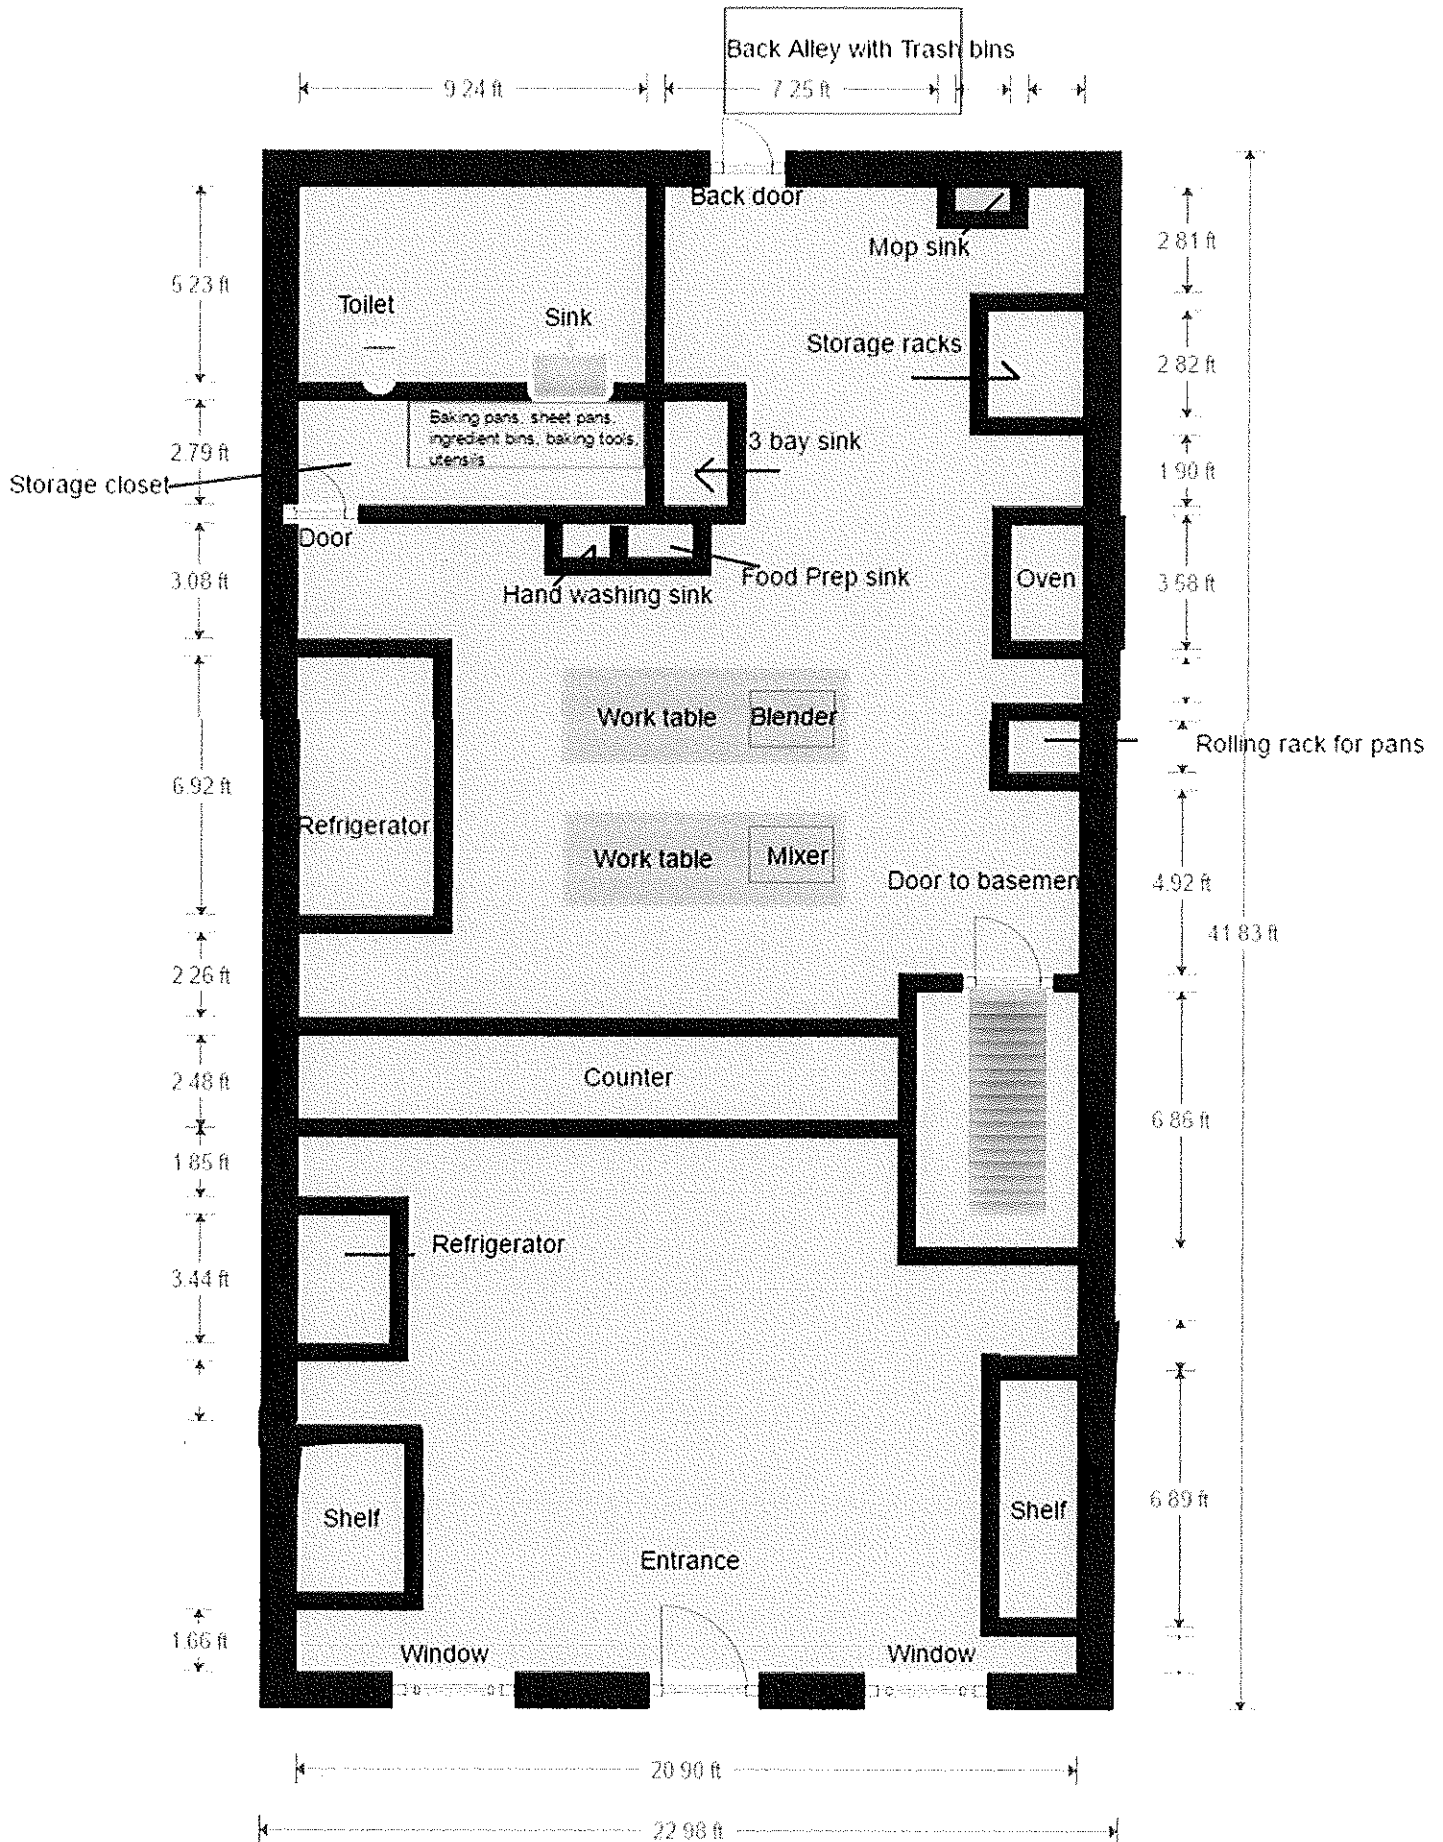 Back Alley with Trash bins
9.24 ft
7.25 ft
Back door
Mop sink
2.81 ft
5.23 ft
Toilet
Sink
Storage racks
2.82 ft
Baking pans, sheet pans,
ingredient bins, baking tools,
utensils
3 bay sink
2.79 ft
1.90 ft
Storage closet
Door
Hand washing sink
Food Prep sink
Oven
3.08 ft
3.58 ft
Work table
Blender
Rolling rack for pans
6.92 ft
Refrigerator
Work table
Mixer
Door to basemen
4.92 ft
41.83 ft
2.26 ft
Counter
2.48 ft
6.86 ft
1.85 ft
Refrigerator
3.44 ft
Shelf
Shelf
6.89 ft
Entrance
1.66 ft
Window
Window
20.90 ft
22.98 ft